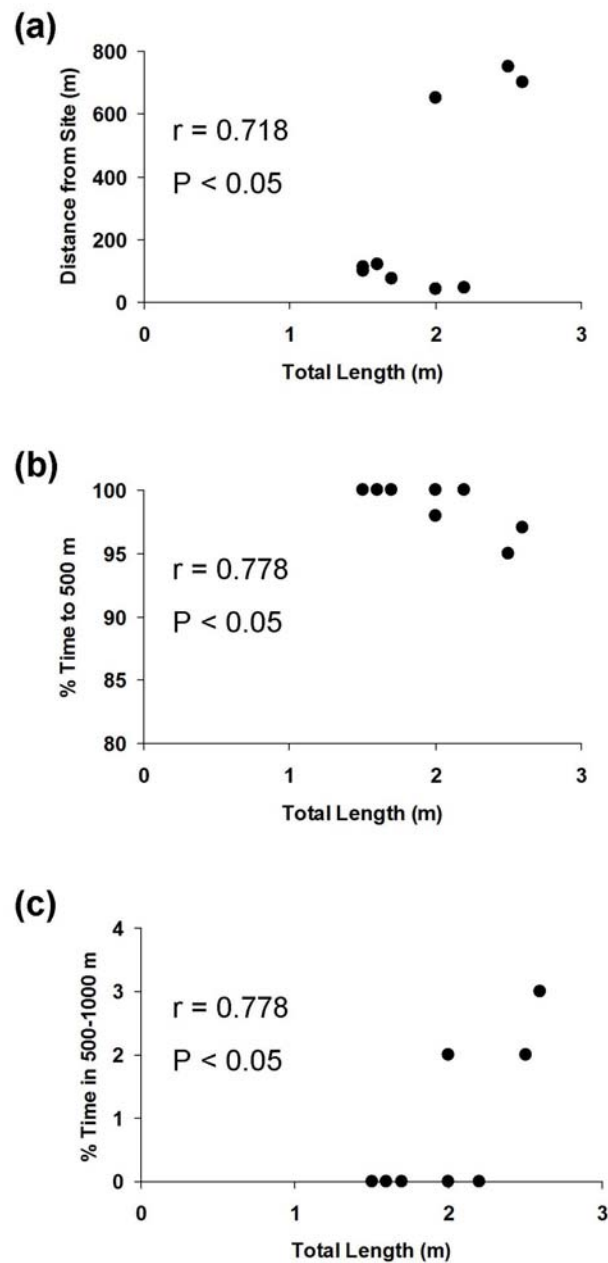 (a)
800
600
400
200
0
Distance from Site (m)
r = 0.718
P < 0.05
0 1 2 3
Total Length (m)
(b)
100
95
90
85
80
% Time to 500 m
r = 0.778
P < 0.05
0 1 2 3
Total Length (m)
(c)
4
3
2
1
0
% Time in 500-1000 m
r = 0.778
P < 0.05
0 1 2 3
Total Length (m)